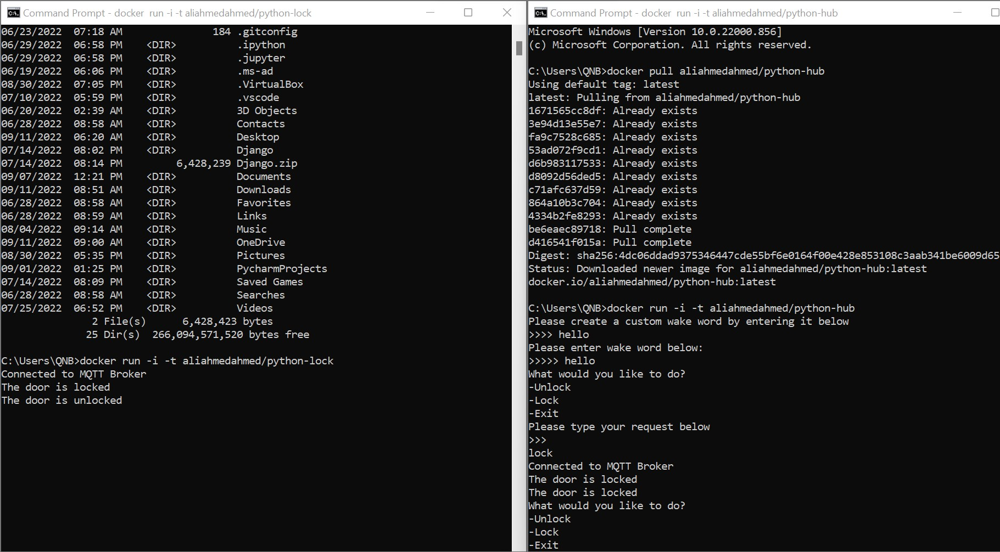 Command Prompt - docker run -i -t aliahmedahmed/python-lock
06/23/2022 07:18 AM 184 .gitconfig
06/29/2022 06:58 PM <DIR> .ipython
06/29/2022 06:58 PM <DIR> .jupyter
06/19/2022 06:06 PM <DIR> .ms-ad
08/30/2022 07:05 PM <DIR> .VirtualBox
07/10/2022 05:59 PM <DIR> .vscode
06/20/2022 02:39 AM <DIR> 3D Objects
06/28/2022 08:58 AM <DIR> Contacts
09/11/2022 06:20 AM <DIR> Desktop
07/14/2022 08:02 PM <DIR> Django
07/14/2022 08:14 PM 6,428,239 Django.zip
09/07/2022 12:21 PM <DIR> Documents
09/11/2022 08:51 AM <DIR> Downloads
06/28/2022 08:58 AM <DIR> Favorites
06/28/2022 08:59 AM <DIR> Links
08/04/2022 09:14 AM <DIR> Music
09/11/2022 09:00 AM <DIR> OneDrive
08/30/2022 05:35 PM <DIR> Pictures
09/01/2022 01:25 PM <DIR> PycharmProjects
07/14/2022 08:09 PM <DIR> Saved Games
06/28/2022 08:58 AM <DIR> Searches
07/25/2022 06:52 PM <DIR> Videos
2 File(s) 6,428,423 bytes
25 Dir(s) 266,094,571,520 bytes free
C:\Users\QNB>docker run -i -t aliahmedahmed/python-lock
Connected to MQTT Broker
The door is locked
The door is unlocked
Command Prompt - docker run -i -t aliahmedahmed/python-hub
Microsoft Windows [Version 10.0.22000.856]
(c) Microsoft Corporation. All rights reserved.
C:\Users\QNB>docker pull aliahmedahmed/python-hub
Using default tag: latest
latest: Pulling from aliahmedahmed/python-hub
1671565cc8df: Already exists
3e94d13e55e7: Already exists
fa9c7528c685: Already exists
53ad072f9cd1: Already exists
d6b983117533: Already exists
d8092d56ded5: Already exists
c71afc637d59: Already exists
864a10b3c704: Already exists
4334b2fe8293: Already exists
be6eaec89718: Pull complete
d416541f015a: Pull complete
Digest: sha256:4dc06ddad9375346447cde55bf6e0164f00e428e853108c3aab341be6009d65
Status: Downloaded newer image for aliahmedahmed/python-hub:latest
docker.io/aliahmedahmed/python-hub:latest
C:\Users\QNB>docker run -i -t aliahmedahmed/python-hub
Please create a custom wake word by entering it below
>>>> hello
Please enter wake word below:
>>>>> hello
What would you like to do?
-Unlock
-Lock
-Exit
Please type your request below
>>>
lock
Connected to MQTT Broker
The door is locked
The door is locked
What would you like to do?
-Unlock
-Lock
-Exit